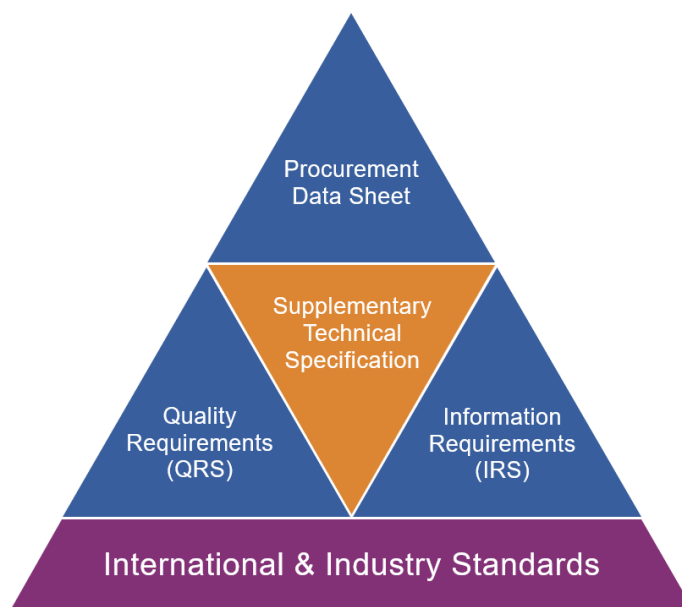 Procurement
Data Sheet
Supplementary
Technical
Specification
Quality
Requirements
(QRS)
Information
Requirements
(IRS)
International & Industry Standards